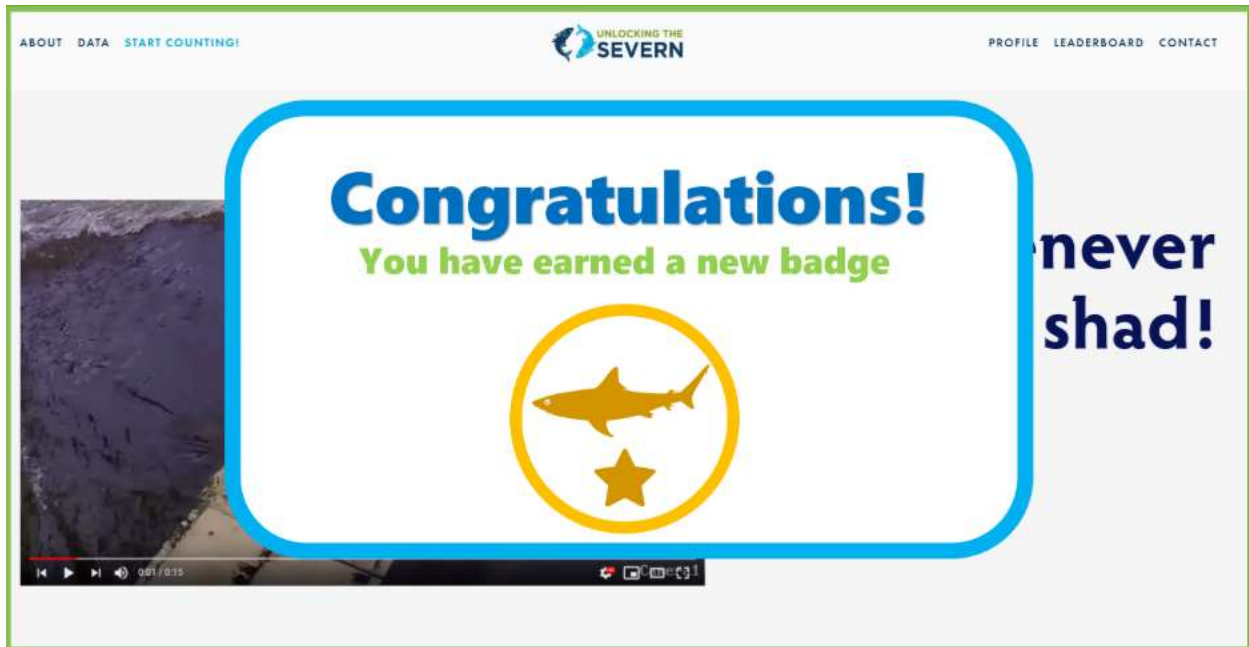 ABOUT DATA START COUNTING!
UNLOCKING THE
SEVERN
PROFILE LEADERBOARD CONTACT
Congratulations!
You have earned a new badge
never
shad!
0:01 / 0:15